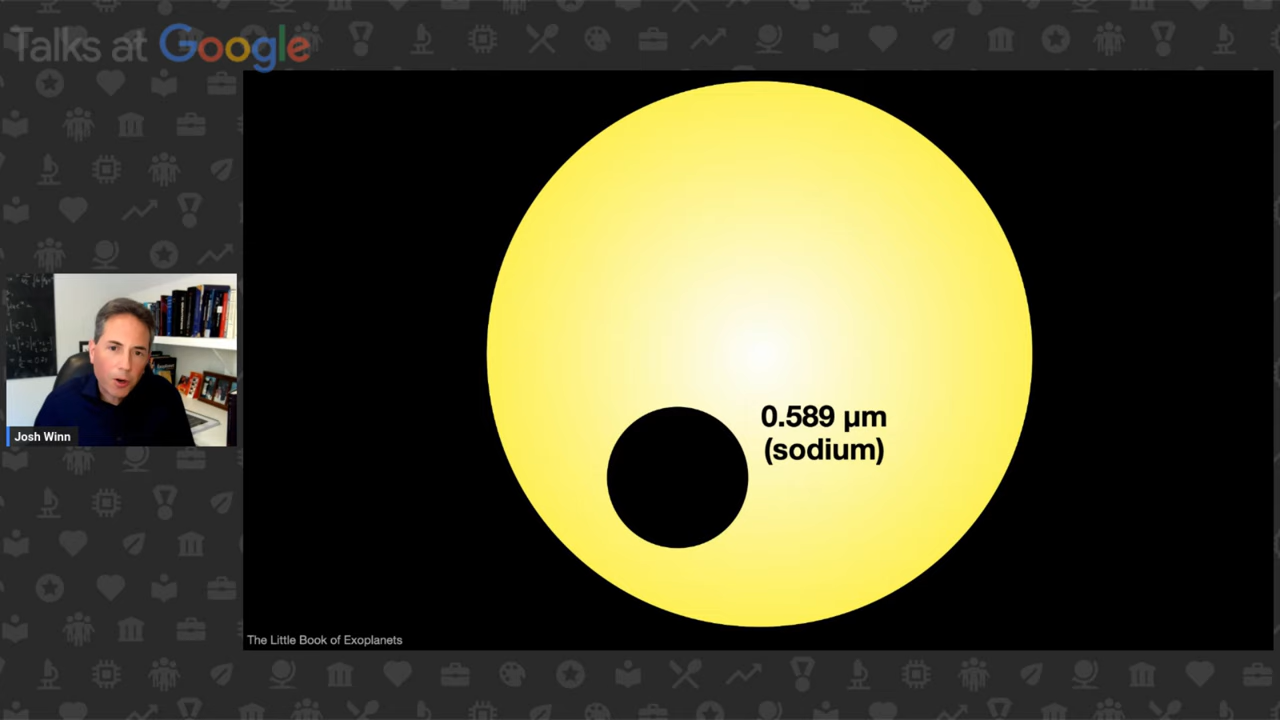 Talks at Google
0.589 µm
(sodium)
Josh Winn
The Little Book of Exoplanets